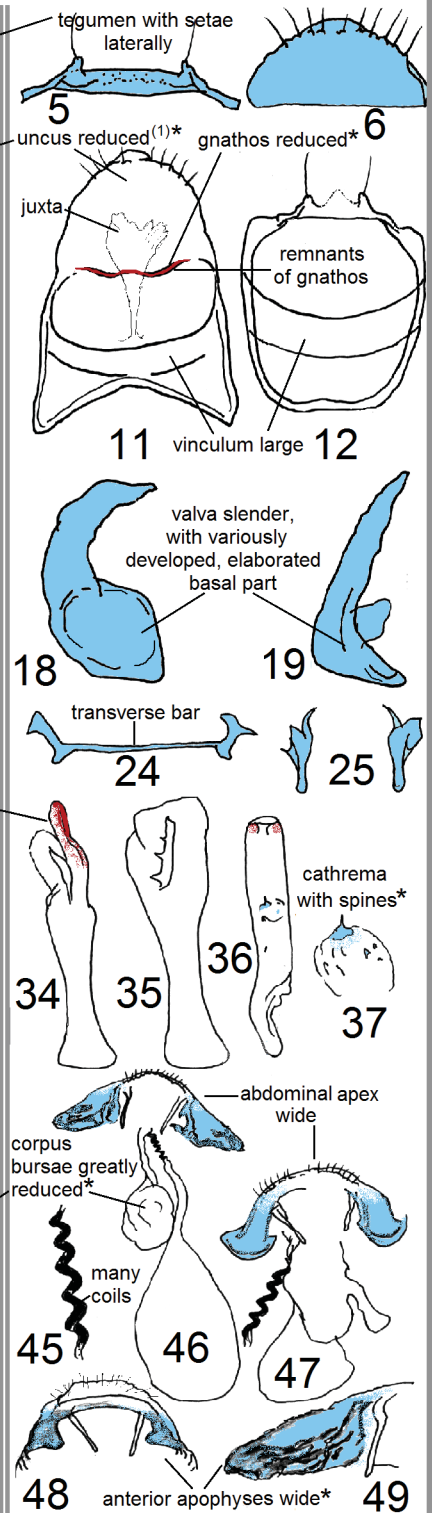 tegumen with setae
laterally
5
6
uncus reduced(1)*
gnathos reduced*
juxta
remnants
of gnathos
11
vinculum large
12
valva slender,
with variously
developed, elaborated
basal part
18
19
transverse bar
24
25
34
35
36
cathrema
with spines*
37
abdominal apex
wide
corpus
bursae greatly
reduced*
many
coils
45
46
47
48
anterior apophyses wide*
49